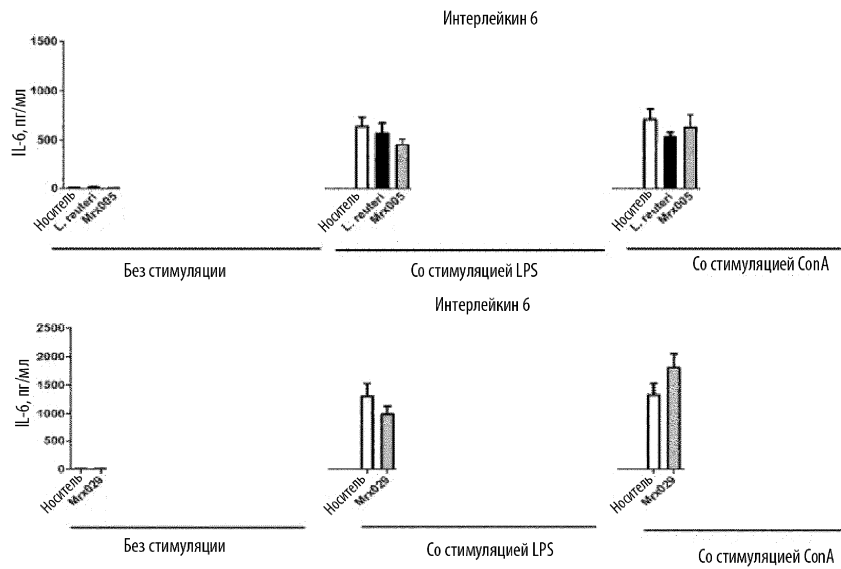 Интерлейкин 6
IL-6, пг/мл
1500
1000
500
0
Носитель
L. reuteri
Mrx005
Носитель
L. reuteri
Mrx005
Носитель
L. reuteri
Mrx005
Без стимуляции
Со стимуляцией LPS
Со стимуляцией ConA
Интерлейкин 6
IL-6, пг/мл
2500
2000
1500
1000
500
0
Носитель
Mrx029
Носитель
Mrx029
Носитель
Mrx029
Без стимуляции
Со стимуляцией LPS
Со стимуляцией ConA